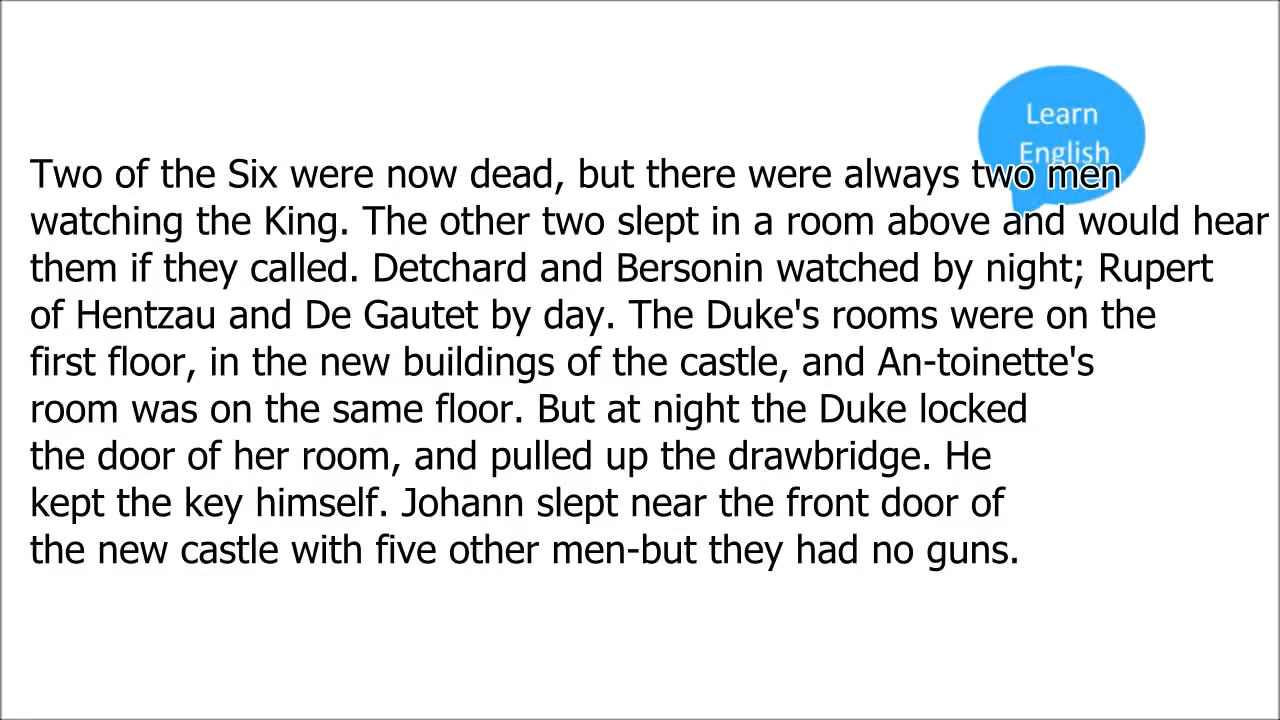 Learn
English
Two of the Six were now dead, but there were always two men
watching the King. The other two slept in a room above and would hear
them if they called. Detchard and Bersonin watched by night; Rupert
of Hentzau and De Gautet by day. The Duke's rooms were on the
first floor, in the new buildings of the castle, and An-toinette's
room was on the same floor. But at night the Duke locked
the door of her room, and pulled up the drawbridge. He
kept the key himself. Johann slept near the front door of
the new castle with five other men-but they had no guns.